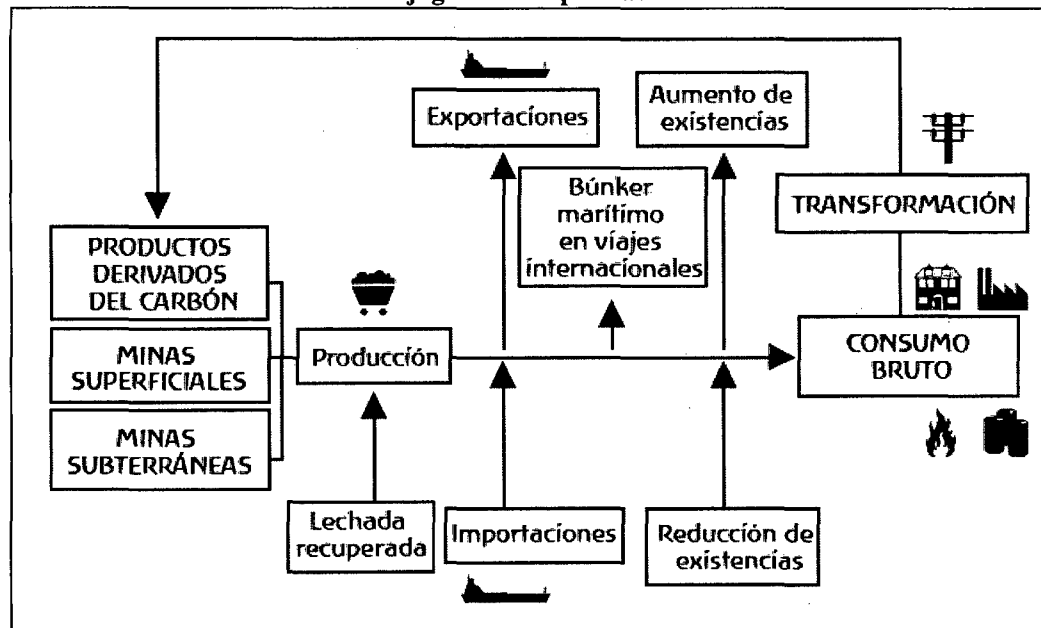 Exportaciones
Aumento de
existencias
Búnker
marítimo
en viajes
internacionales
TRANSFORMACIÓN
PRODUCTOS
DERIVADOS
DEL CARBÓN
MINAS
SUPERFICIALES
MINAS
SUBTERRÁNEAS
Producción
CONSUMO
BRUTO
Lechada
recuperada
Importaciones
Reducción de
existencias